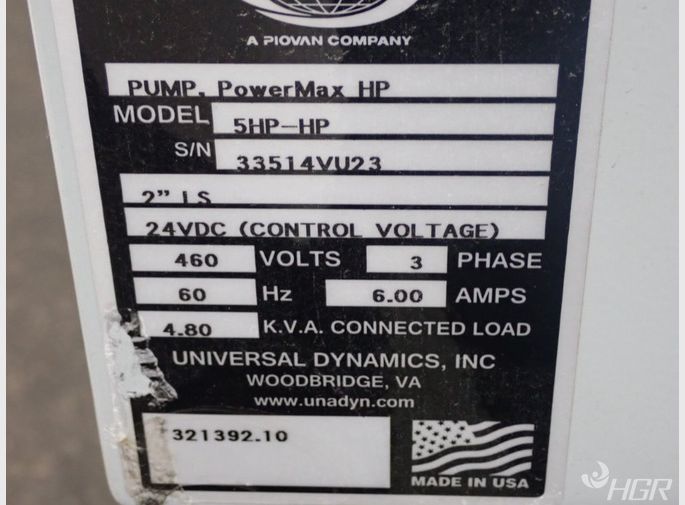 A PIOVAN COMPANY
PUMP, PowerMax HP
MODEL 5HP-HP
S/N 33514VU23
2” LS
24VDC (CONTROL VOLTAGE)
460 VOLTS 3 PHASE
60 Hz 6.00 AMPS
4.80 K.V.A. CONNECTED LOAD
UNIVERSAL DYNAMICS, INC
WOODBRIDGE, VA
www.unadyn.com
321392.10
MADE IN USA
HGR